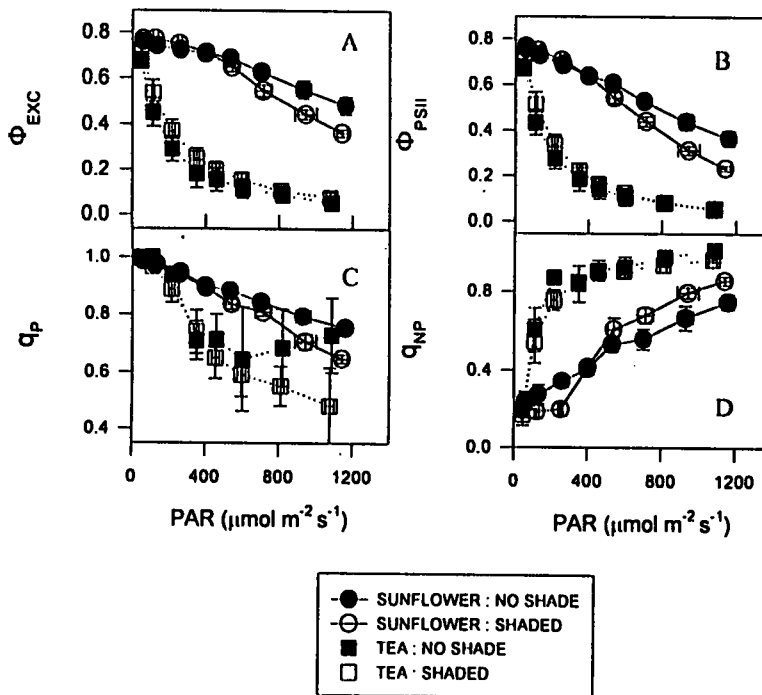 A
B
ΦEXC
0.8
0.6
0.4
0.2
0.0
ΦPSII
0.8
0.6
0.4
0.2
0.0
C
D
qP
1.0
0.8
0.6
0.4
qNP
0.8
0.4
0.0
0 400 800 1200
0 400 800 1200
PAR (μmol m⁻² s⁻¹)
PAR (μmol m⁻² s⁻¹)
SUNFLOWER : NO SHADE
SUNFLOWER : SHADED
TEA : NO SHADE
TEA : SHADED